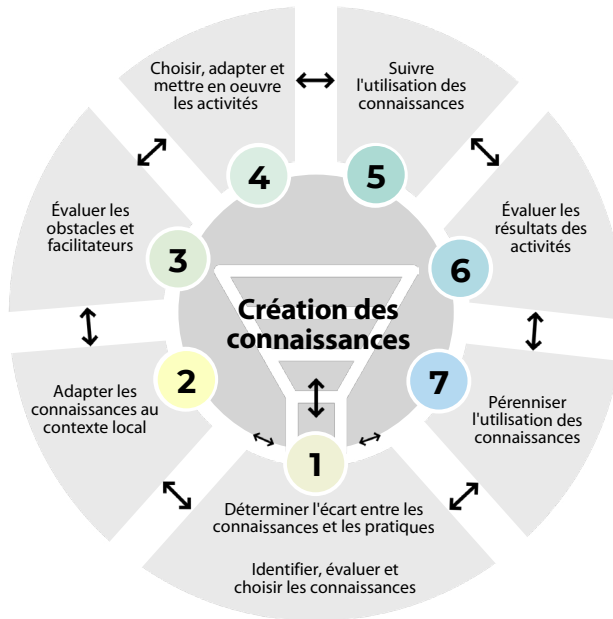 Création des
connaissances
1
Déterminer l'écart entre les
connaissances et les pratiques
Identifier, évaluer et
choisir les connaissances
2
Adapter les
connaissances au
contexte local
3
Évaluer les
obstacles et
facilitateurs
4
Choisir, adapter et
mettre en oeuvre
les activités
5
Suivre
l'utilisation des
connaissances
6
Évaluer les
résultats des
activités
7
Pérenniser
l'utilisation des
connaissances